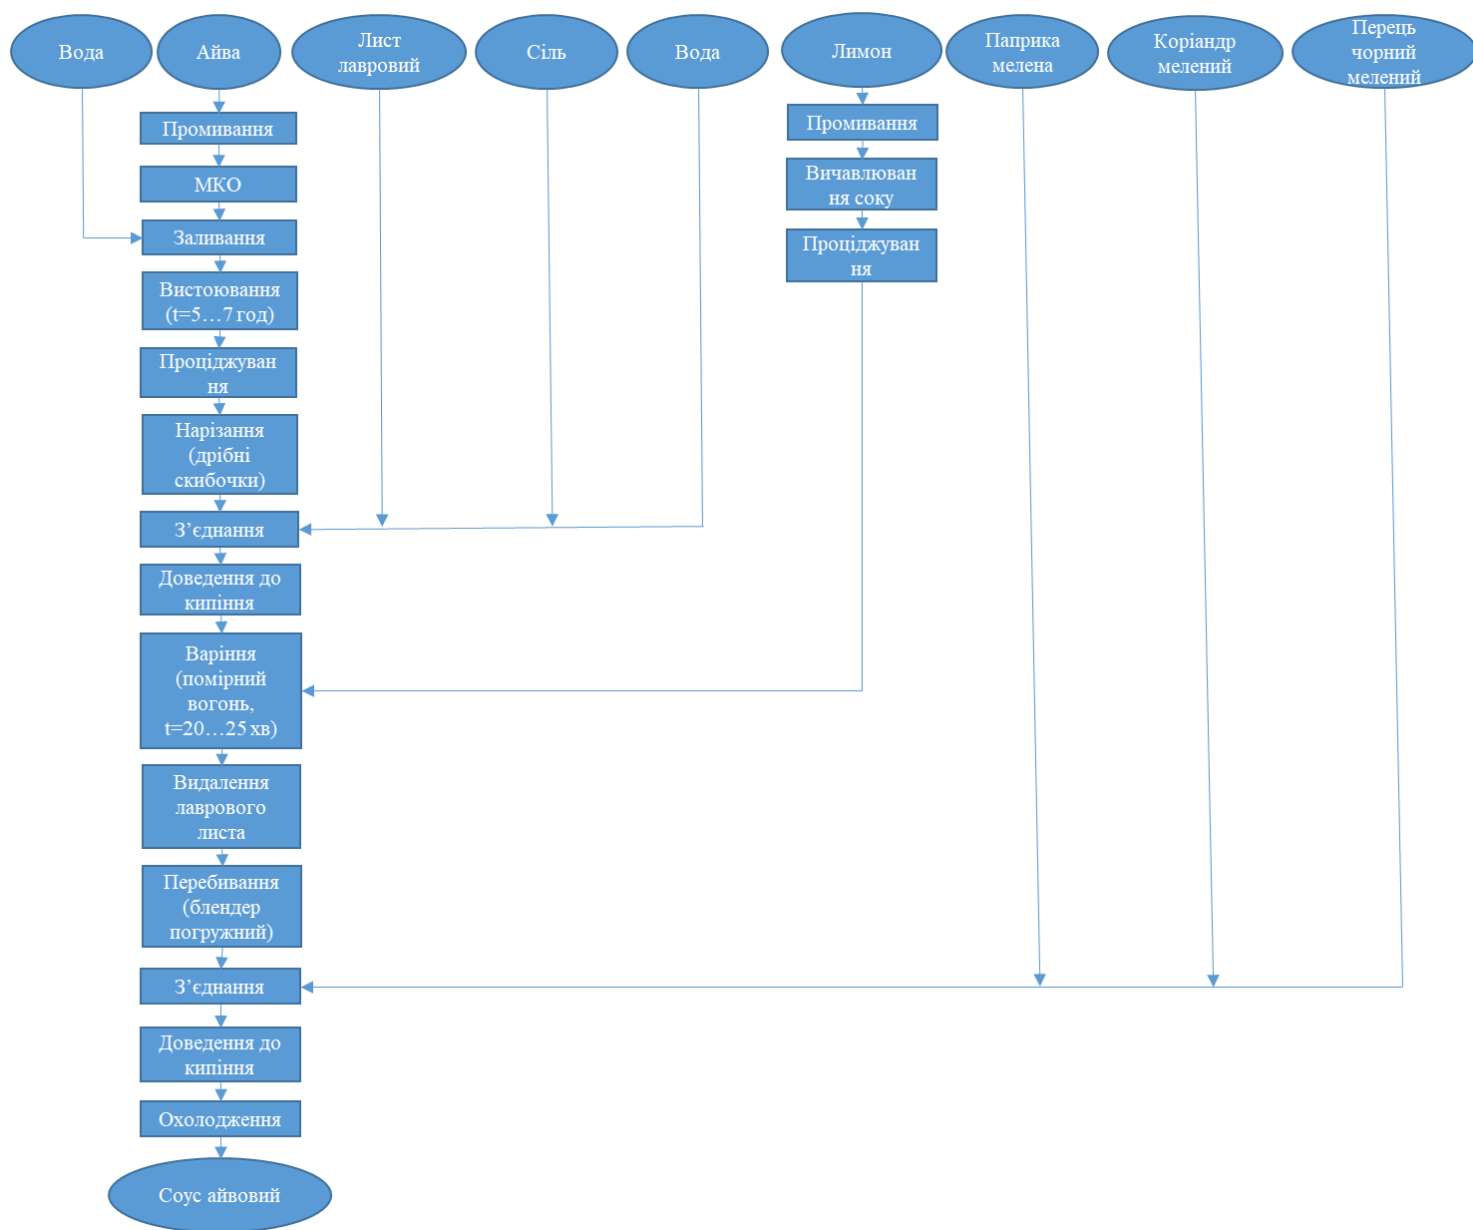 Вода
Айва
Лист
лавровий
Сіль
Вода
Лимон
Паприка
мелена
Коріандр
мелений
Перець
чорний
мелений
Промивання
МКО
Заливання
Вистоювання
(t=5…7 год)
Проціджуван
ня
Нарізання
(дрібні
скибочки)
З’єднання
Доведення до
кипіння
Варіння
(помірний
вогонь,
t=20…25 хв)
Видалення
лаврового
листа
Перебивання
(блендер
погружний)
З’єднання
Доведення до
кипіння
Охолодження
Соус айвовий
Промивання
Вичавлюван
ня соку
Проціджуван
ня